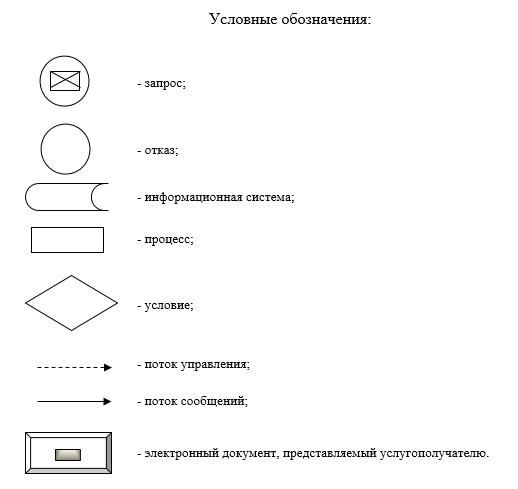 Условные обозначения:
- запрос;
- отказ;
- информационная система;
- процесс;
- условие;
- поток управления;
- поток сообщений;
- электронный документ, представляемый услугополучателю.